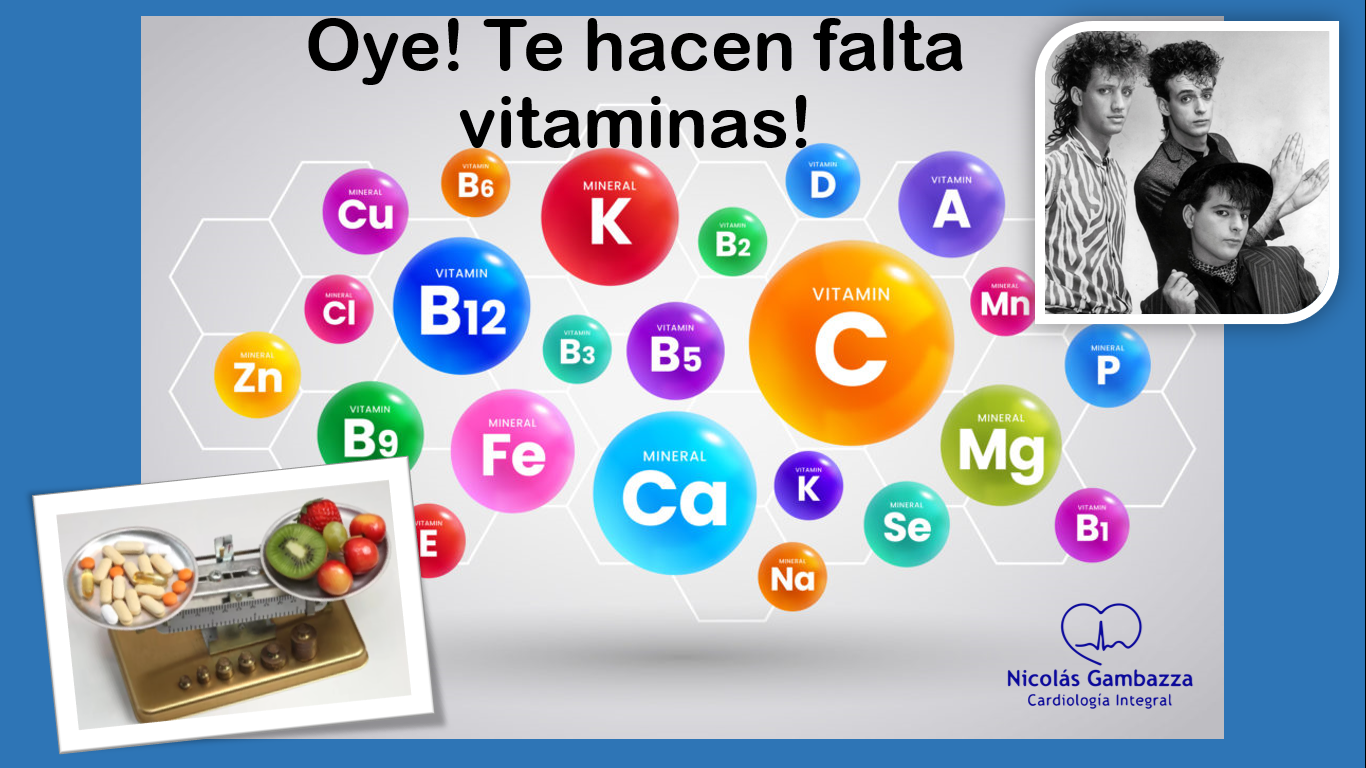 Oye! Te hacen falta
vitaminas!
VITAMIN
B6
MINERAL
K
VITAMIN
D
VITAMIN
A
MINERAL
Cu
VITAMIN
B2
VITAMIN
B12
VITAMIN
C
MINERAL
Mn
MINERAL
Cl
VITAMIN
B3
VITAMIN
B5
MINERAL
P
MINERAL
Zn
VITAMIN
B9
MINERAL
Fe
MINERAL
Ca
VITAMIN
K
MINERAL
Mg
MINERAL
Se
VITAMIN
B1
VITAMIN
E
MINERAL
Na
Nicolás Gambazza
Cardiología Integral